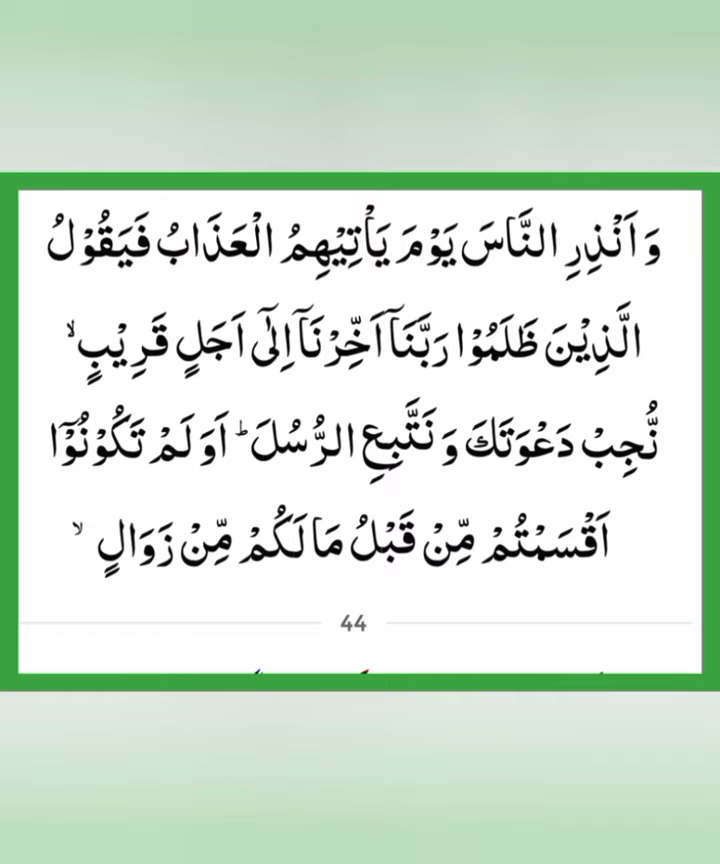 وَ اَنْذِرِ النَّاسَ یَوْمَ یَاْتِیْهِمُ الْعَذَابُ فَیَقُوْلُ
الَّذِیْنَ ظَلَمُوْا رَبَّنَاۤ اَخِّرْنَاۤ اِلٰۤى اَجَلٍ قَرِیْبٍۙ
نُّجِبْ دَعْوَتَكَ وَ نَتَّبِعِ الرُّسُلَؕ اَوَ لَمْ تَكُوْنُوْۤا
اَقْسَمْتُمْ مِّنْ قَبْلُ مَا لَكُمْ مِّنْ زَوَالٍۙ
44